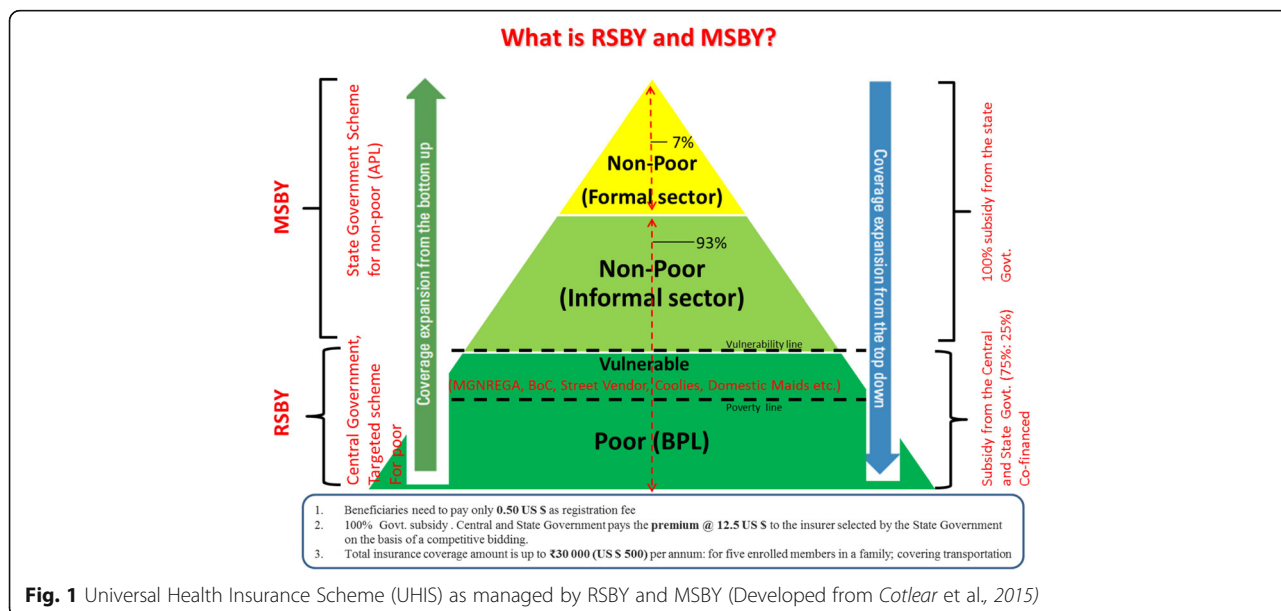 What is RSBY and MSBY?
MSBY
State Government Scheme
for non-poor (APL)
RSBY
Central Government,
Targeted scheme
For poor
Coverage expansion from the bottom up
7%
Non-Poor
(Formal sector)
93%
Non-Poor
(Informal sector)
Vulnerability line
Vulnerable
(MGNREGA, BoC, Street Vendor, Coolies, Domestic Maids etc.)
Poverty line
Poor (BPL)
Coverage expansion from the top down
100% subsidy from the state
Govt.
Subsidy from the Central
and State Govt. (75%: 25%)
Co-financed
1. Beneficiaries need to pay only 0.50 US $ as registration fee
2. 100% Govt. subsidy . Central and State Government pays the premium @ 12.5 US $ to the insurer selected by the State Government
on the basis of a competitive bidding.
3. Total insurance coverage amount is up to ₹30 000 (US $ 500) per annum: for five enrolled members in a family; covering transportation
Fig. 1 Universal Health Insurance Scheme (UHIS) as managed by RSBY and MSBY (Developed from Cotlear et al., 2015)